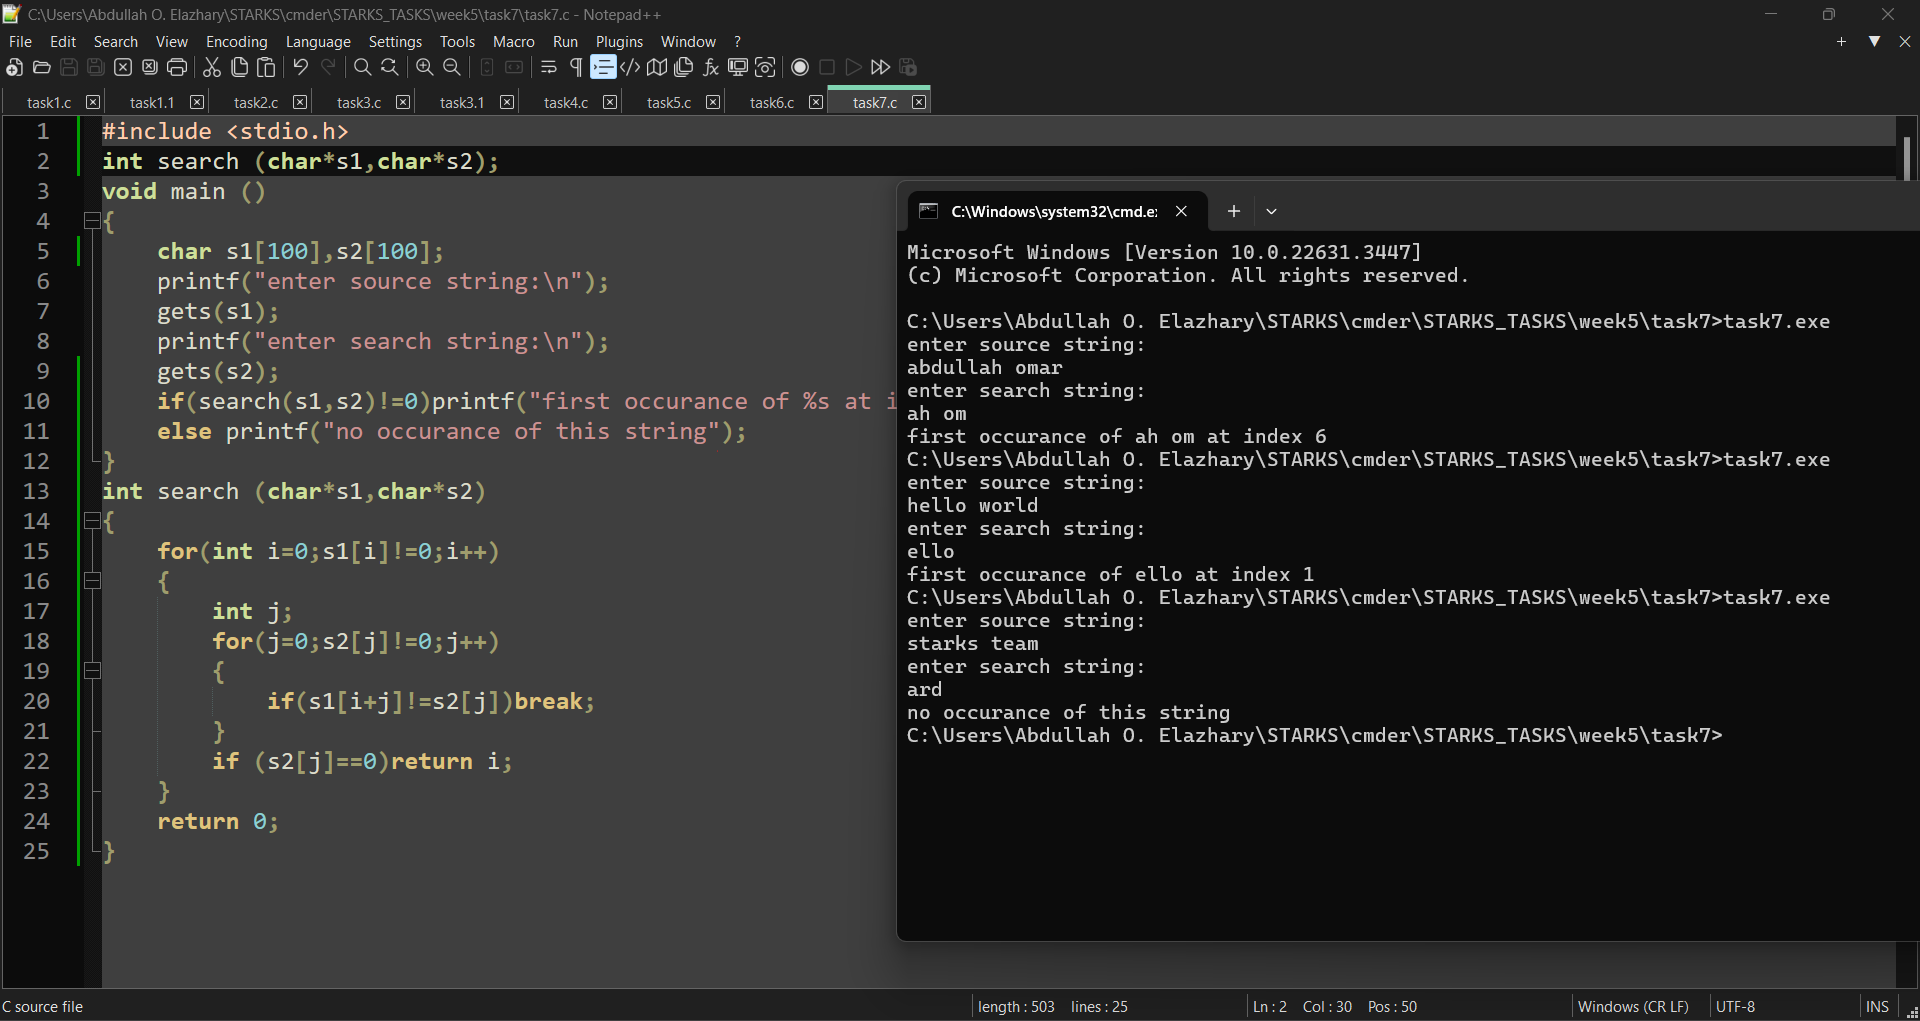 C:\Users\Abdullah O. Elazhary\STARKS\cmder\STARKS_TASKS\week5\task7\task7.c - Notepad++
File Edit Search View Encoding Language Settings Tools Macro Run Plugins Window ?
task1.c task1.1 task2.c task3.c task3.1 task4.c task5.c task6.c task7.c
1 #include <stdio.h>
2 int search (char*s1,char*s2);
3 void main ()
4 {
5 char s1[100],s2[100];
6 printf("enter source string:\n");
7 gets(s1);
8 printf("enter search string:\n");
9 gets(s2);
10 if(search(s1,s2)!=0)printf("first occurance of %s at i
11 else printf("no occurance of this string");
12 }
13 int search (char*s1,char*s2)
14 {
15 for(int i=0;s1[i]!=0;i++)
16 {
17 int j;
18 for(j=0;s2[j]!=0;j++)
19 {
20 if(s1[i+j]!=s2[j])break;
21 }
22 if (s2[j]==0)return i;
23 }
24 return 0;
25 }
C:\Windows\system32\cmd.e
Microsoft Windows [Version 10.0.22631.3447]
(c) Microsoft Corporation. All rights reserved.
C:\Users\Abdullah O. Elazhary\STARKS\cmder\STARKS_TASKS\week5\task7>task7.exe
enter source string:
abdullah omar
enter search string:
ah om
first occurance of ah om at index 6
C:\Users\Abdullah O. Elazhary\STARKS\cmder\STARKS_TASKS\week5\task7>task7.exe
enter source string:
hello world
enter search string:
ello
first occurance of ello at index 1
C:\Users\Abdullah O. Elazhary\STARKS\cmder\STARKS_TASKS\week5\task7>task7.exe
enter source string:
starks team
enter search string:
ard
no occurance of this string
C:\Users\Abdullah O. Elazhary\STARKS\cmder\STARKS_TASKS\week5\task7>
C source file length : 503 lines : 25 Ln : 2 Col : 30 Pos : 50 Windows (CR LF) UTF-8 INS